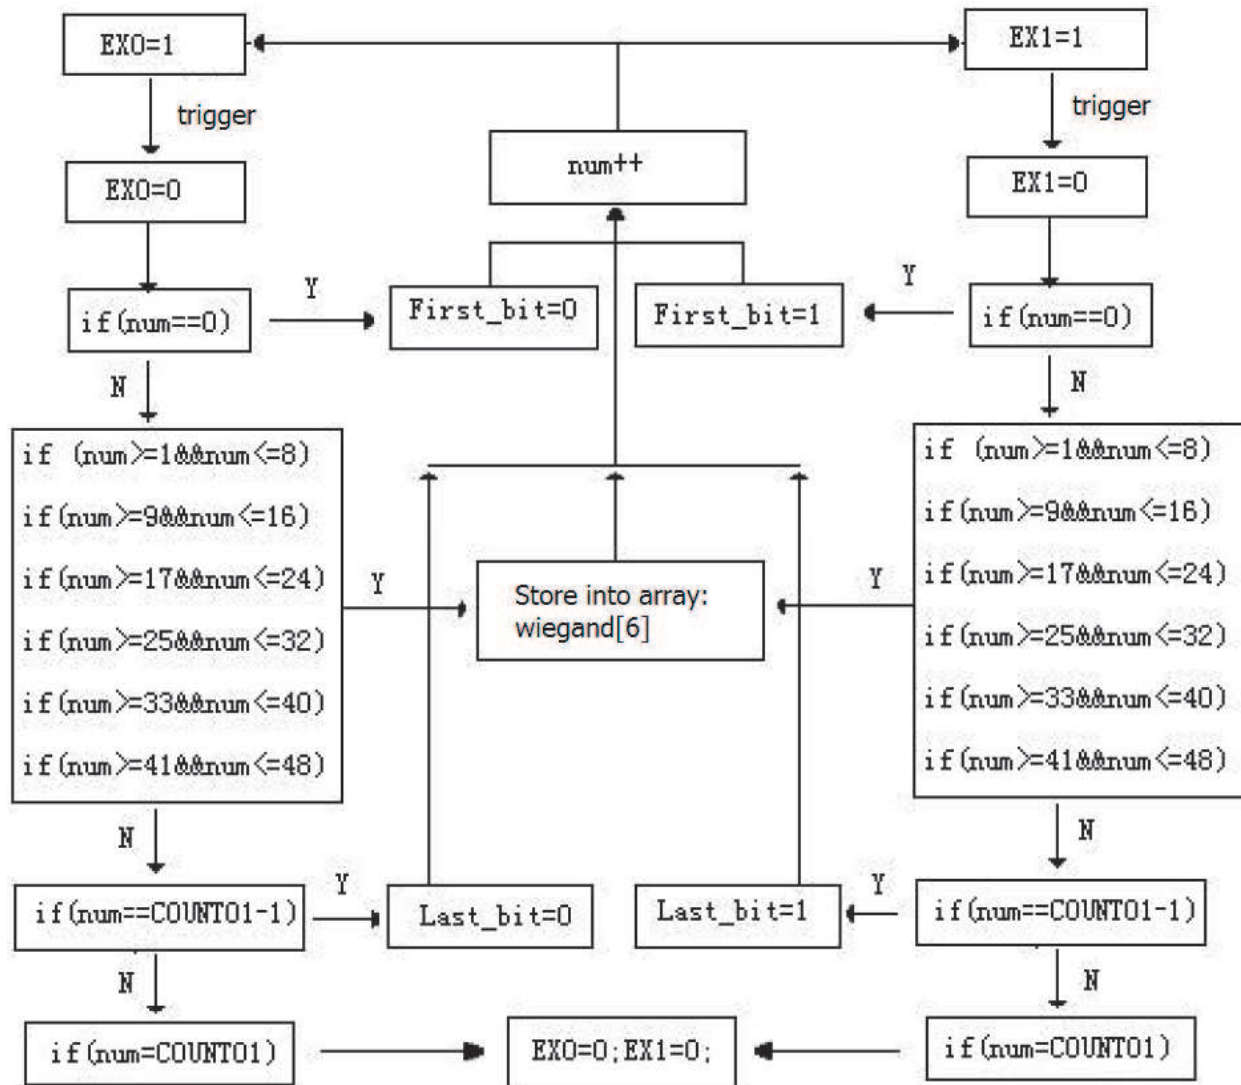 EX0=1
EX1=1
trigger
trigger
num++
EX0=0
EX1=0
Y
Y
if(num==0)
First_bit=0
First_bit=1
if(num==0)
N
N
if (num>=1&&num<=8)
if(num>=9&&num<=16)
if(num>=17&&num<=24)
if(num>=25&&num<=32)
if(num>=33&&num<=40)
if(num>=41&&num<=48)
Y
Store into array:
wiegand[6]
Y
if (num>=1&&num<=8)
if(num>=9&&num<=16)
if(num>=17&&num<=24)
if(num>=25&&num<=32)
if(num>=33&&num<=40)
if(num>=41&&num<=48)
N
N
Y
Y
if(num==COUNT01-1)
Last_bit=0
Last_bit=1
if(num==COUNT01-1)
N
N
if(num=COUNT01)
EX0=0;EX1=0;
if(num=COUNT01)